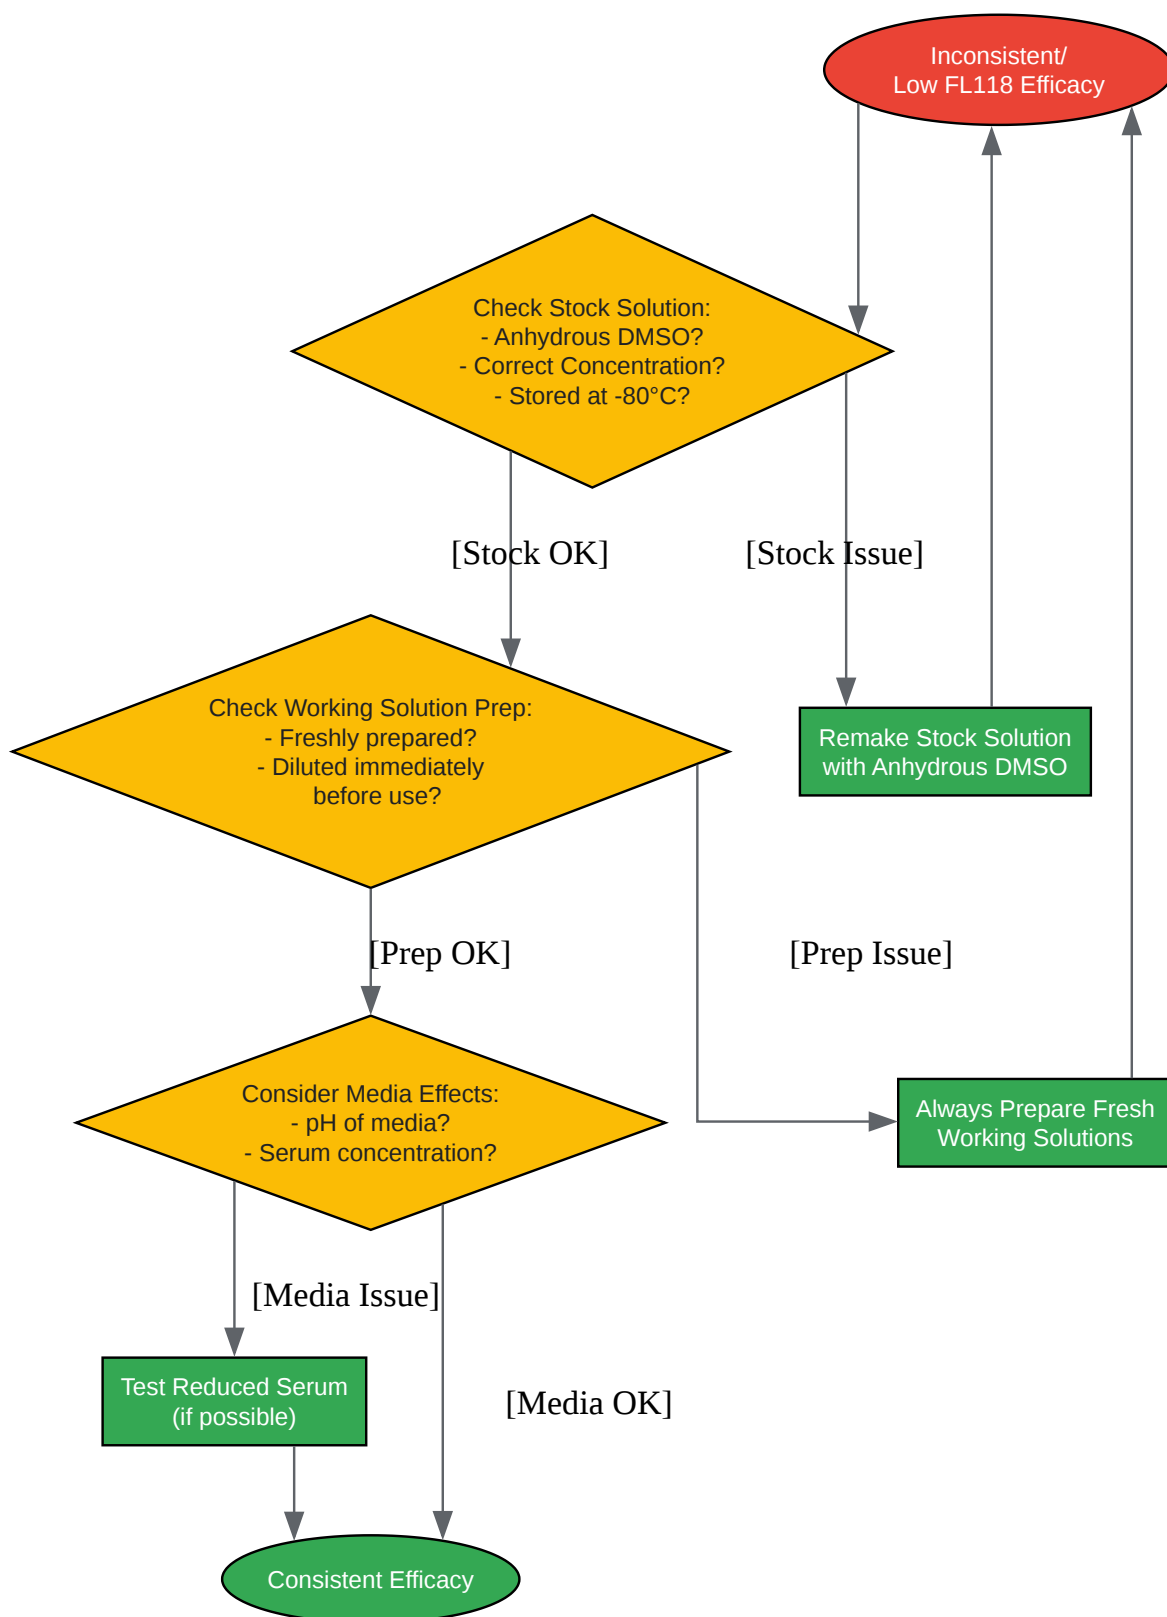 Inconsistent/
Low FL118 Efficacy
Check Stock Solution:
- Anhydrous DMSO?
- Correct Concentration?
- Stored at -80°C?
[Stock OK]
[Stock Issue]
Check Working Solution Prep:
- Freshly prepared?
- Diluted immediately
before use?
Remake Stock Solution
with Anhydrous DMSO
[Prep OK]
[Prep Issue]
Consider Media Effects:
- pH of media?
- Serum concentration?
Always Prepare Fresh
Working Solutions
[Media Issue]
Test Reduced Serum
(if possible)
[Media OK]
Consistent Efficacy